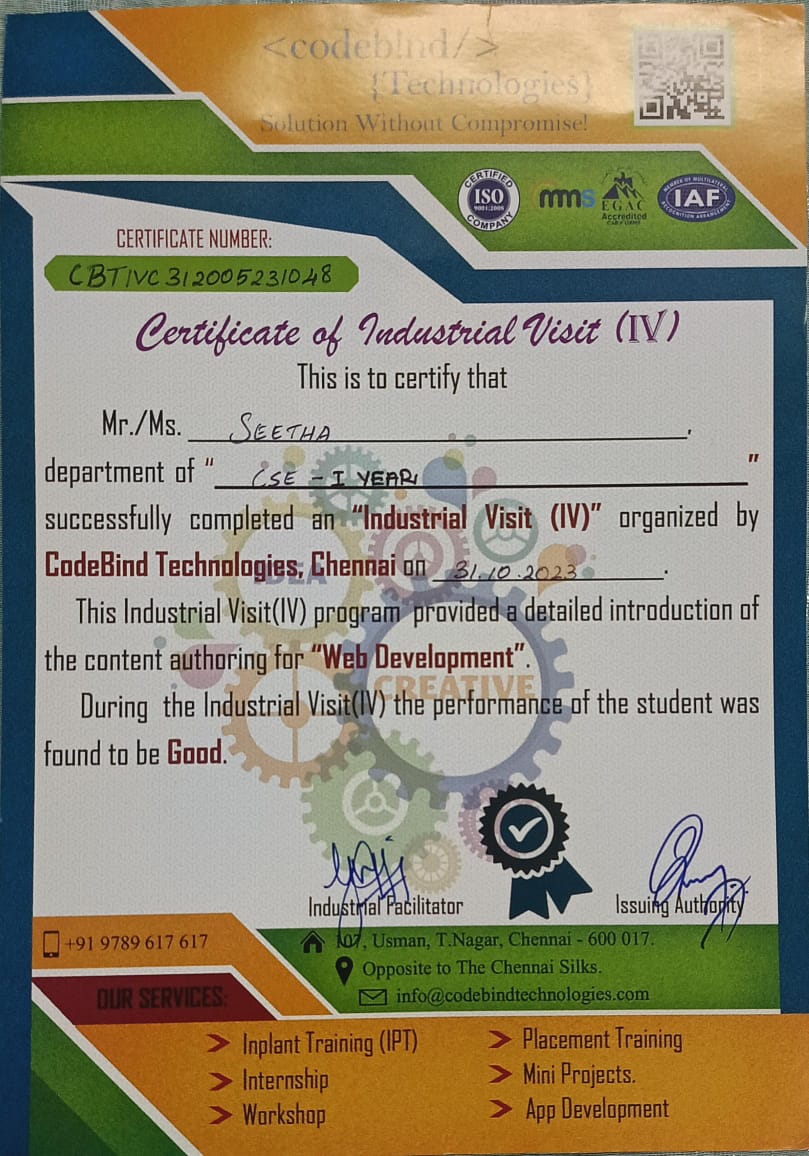 <codebind/>
{Technologies}
Solution Without Compromise!
CERTIFIED
ISO
9001:2008
COMPANY
EGAC
Accredited
MEMBER OF MULTILATERAL
IAF
RECOGNITION ARRANGEMENT
CERTIFICATE NUMBER:
CBTIVC312005231048
Certificate of Industrial Visit (IV)
This is to certify that
Mr./Ms. SEETHA,
department of " CSE - I YEAR "
successfully completed an "Industrial Visit (IV)" organized by
CodeBind Technologies, Chennai on 31.10.2023.
IDEA
This Industrial Visit(IV) program provided a detailed introduction of
the content authoring for "Web Development".
CREATIVE
During the Industrial Visit(IV) the performance of the student was
found to be Good.
Industrial Facilitator
Issuing Authority
+91 9789 617 617
107, Usman, T.Nagar, Chennai - 600 017.
Opposite to The Chennai Silks.
info@codebindtechnologies.com
OUR SERVICES:
Inplant Training (IPT)
Placement Training
Internship
Mini Projects.
Workshop
App Development